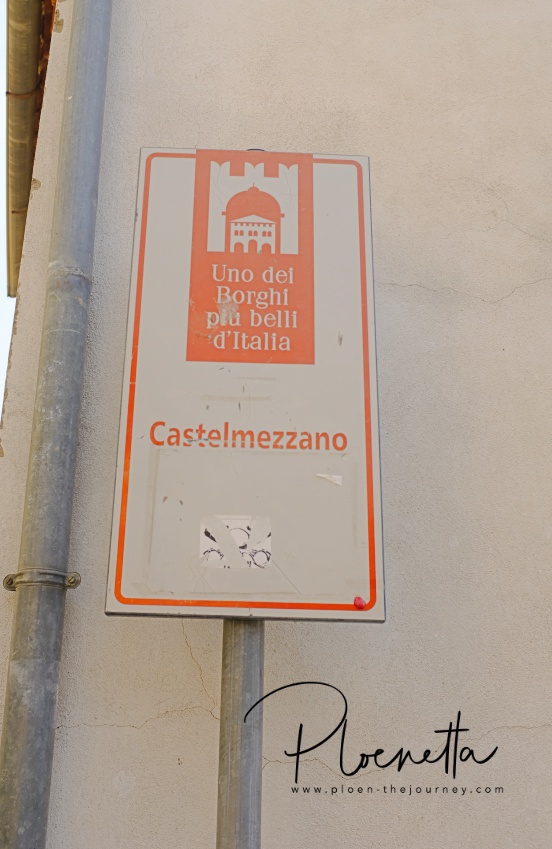 Uno dei
Borghi
più belli
d'Italia
Castelmezzano
Ploenetta
www.ploen-thejourney.com